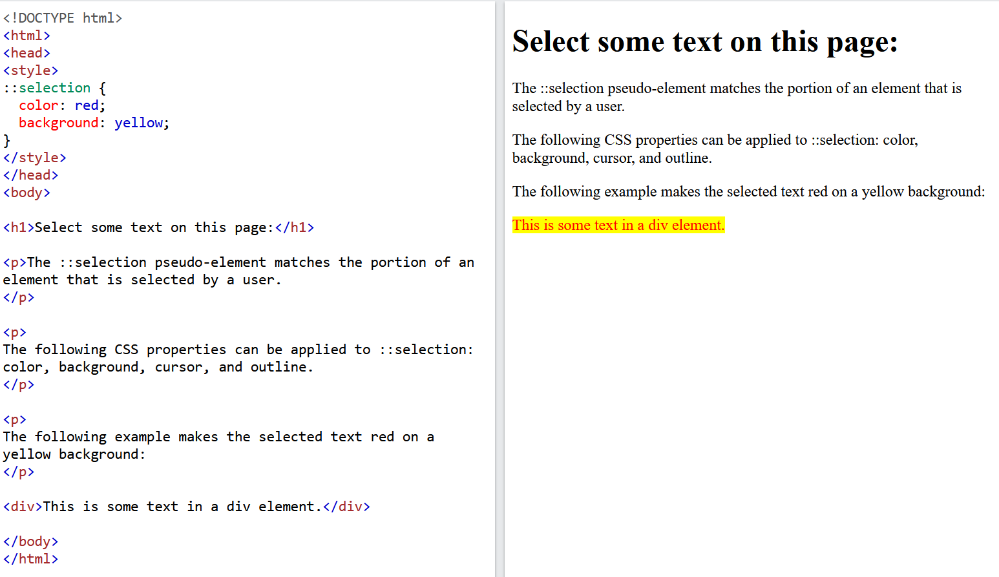 <!DOCTYPE html>
<html>
<head>
<style>
::selection {
  color: red;
  background: yellow;
}
</style>
</head>
<body>

<h1>Select some text on this page:</h1>

<p>The ::selection pseudo-element matches the portion of an
element that is selected by a user.
</p>

<p>
The following CSS properties can be applied to ::selection:
color, background, cursor, and outline.
</p>

<p>
The following example makes the selected text red on a
yellow background:
</p>

<div>This is some text in a div element.</div>

</body>
</html>
Select some text on this page:
The ::selection pseudo-element matches the portion of an element that is
selected by a user.
The following CSS properties can be applied to ::selection: color,
background, cursor, and outline.
The following example makes the selected text red on a yellow background:
This is some text in a div element.